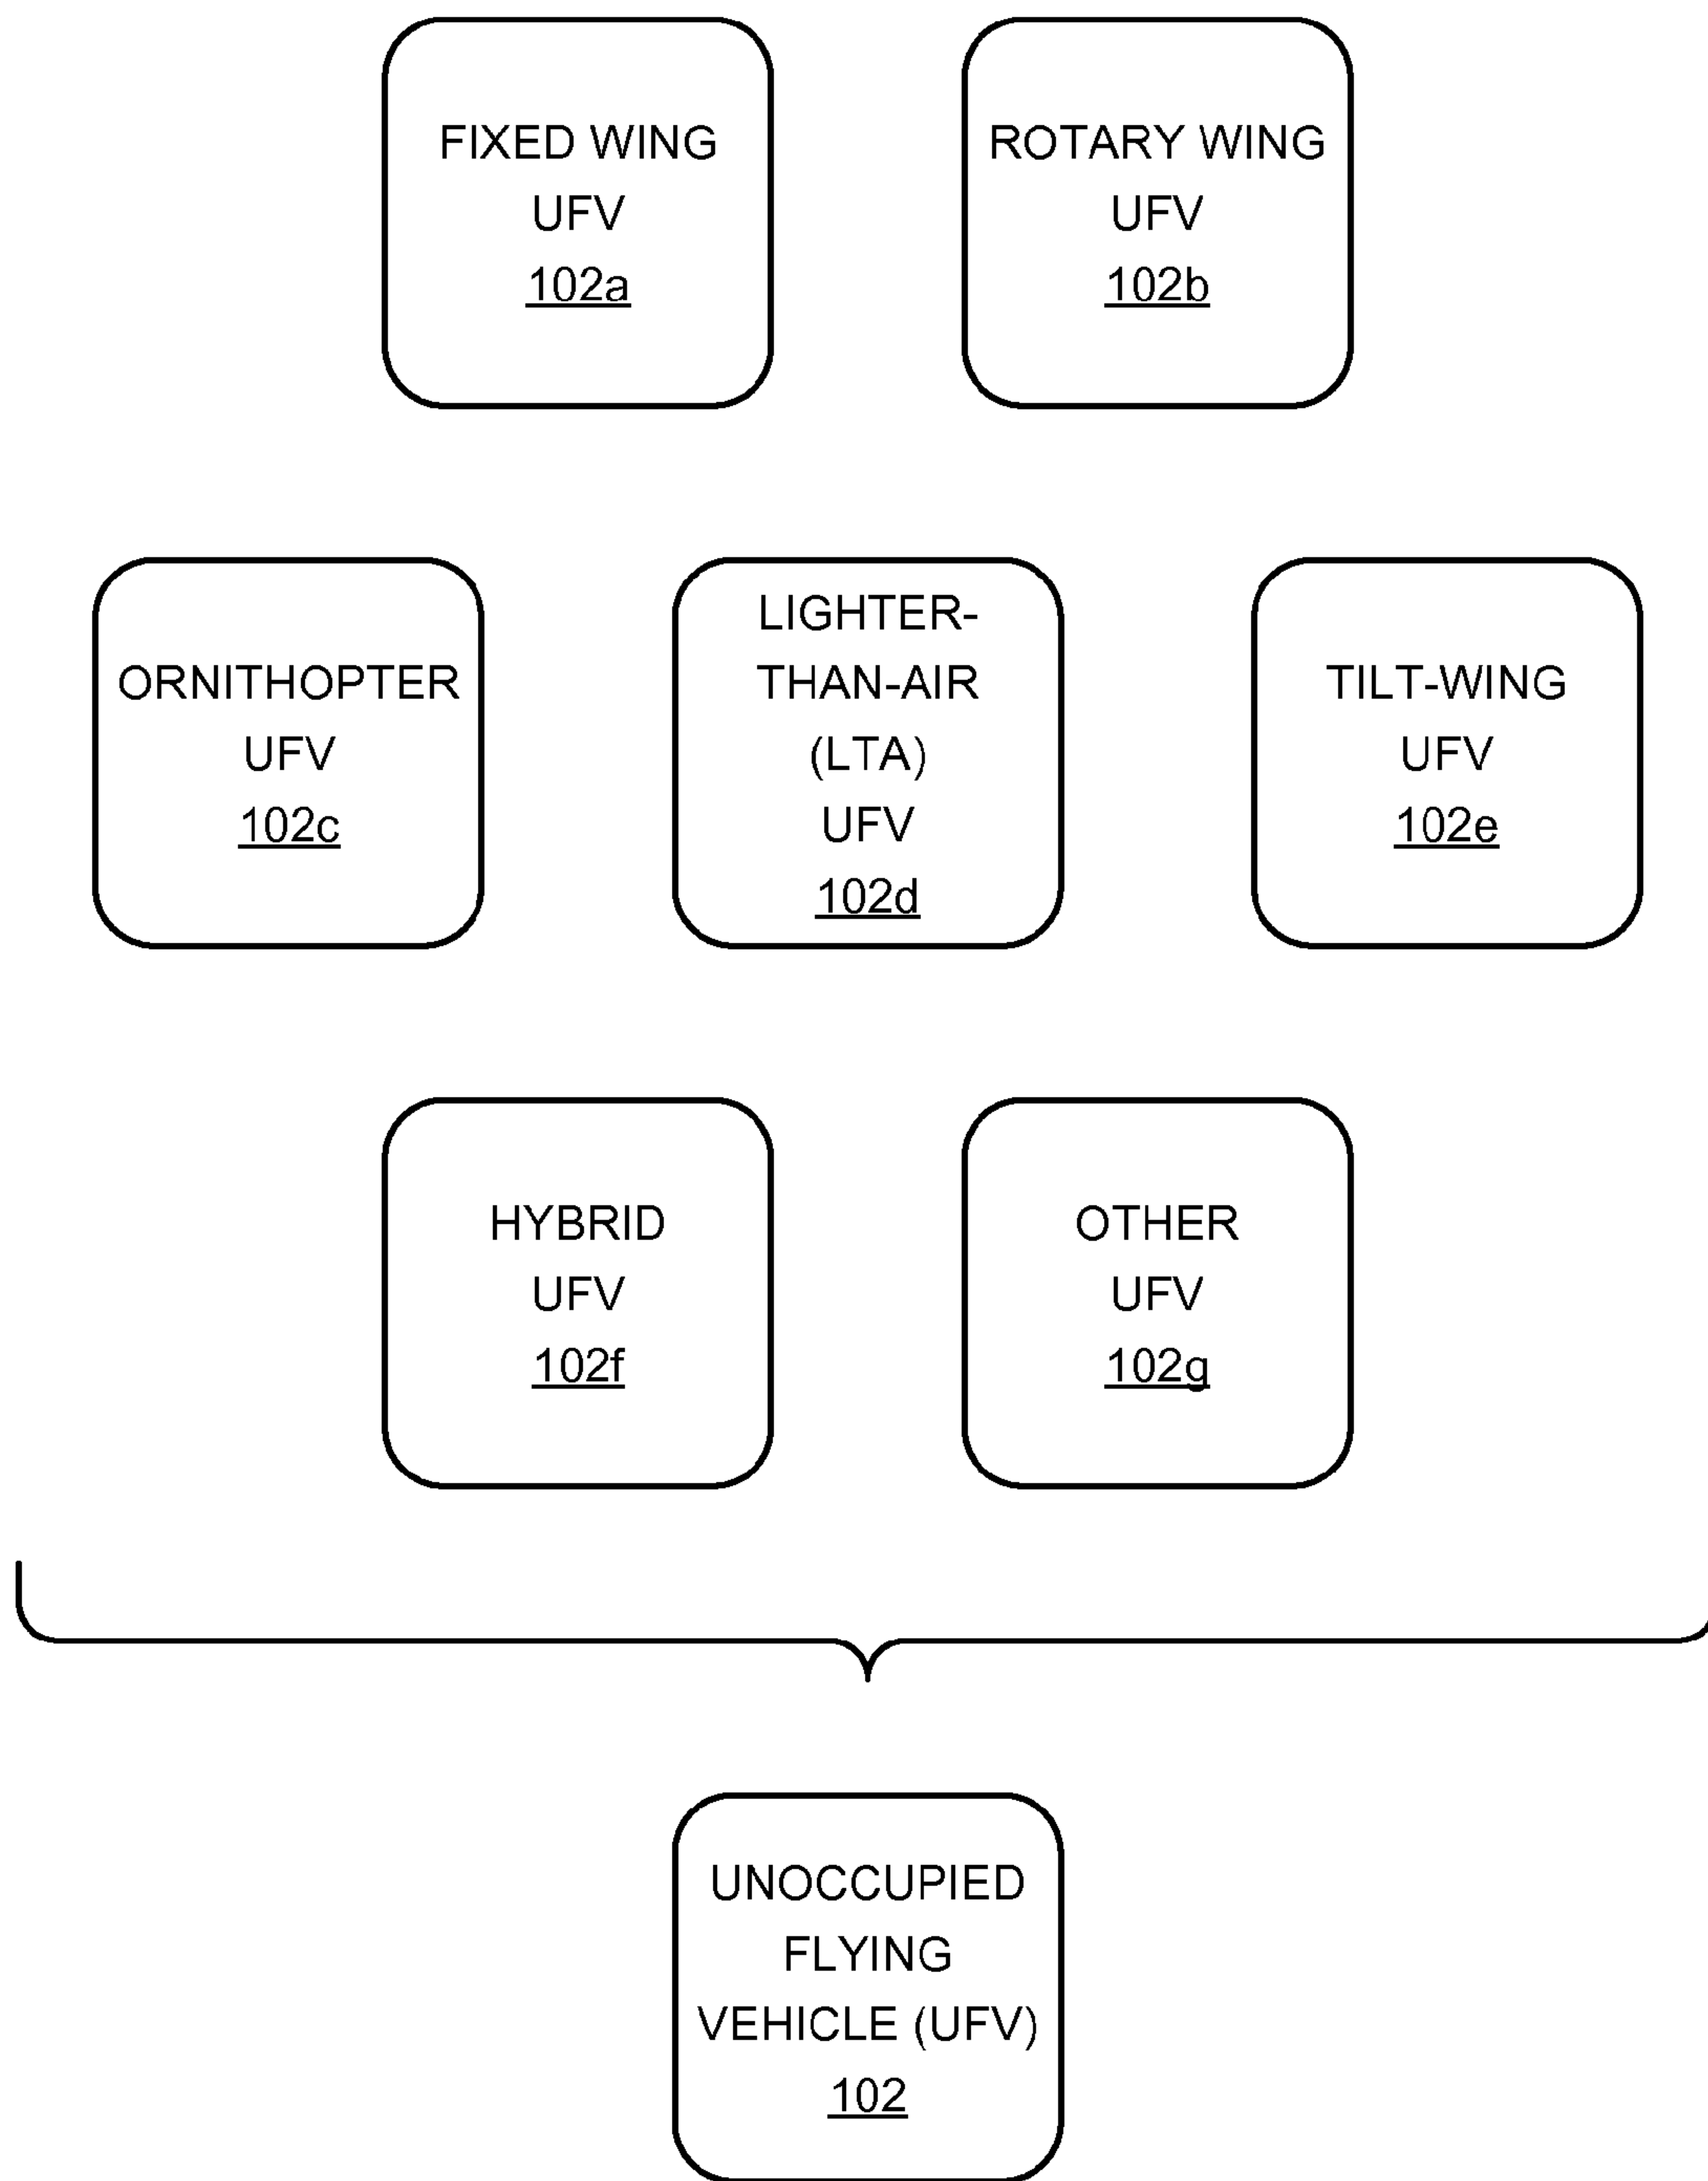 FIXED WING
UFV
102a
ROTARY WING
UFV
102b
ORNITHOPTER
UFV
102c
LIGHTER-
THAN-AIR
(LTA)
UFV
102d
TILT-WING
UFV
102e
HYBRID
UFV
102f
OTHER
UFV
102g
UNOCCUPIED
FLYING
VEHICLE (UFV)
102